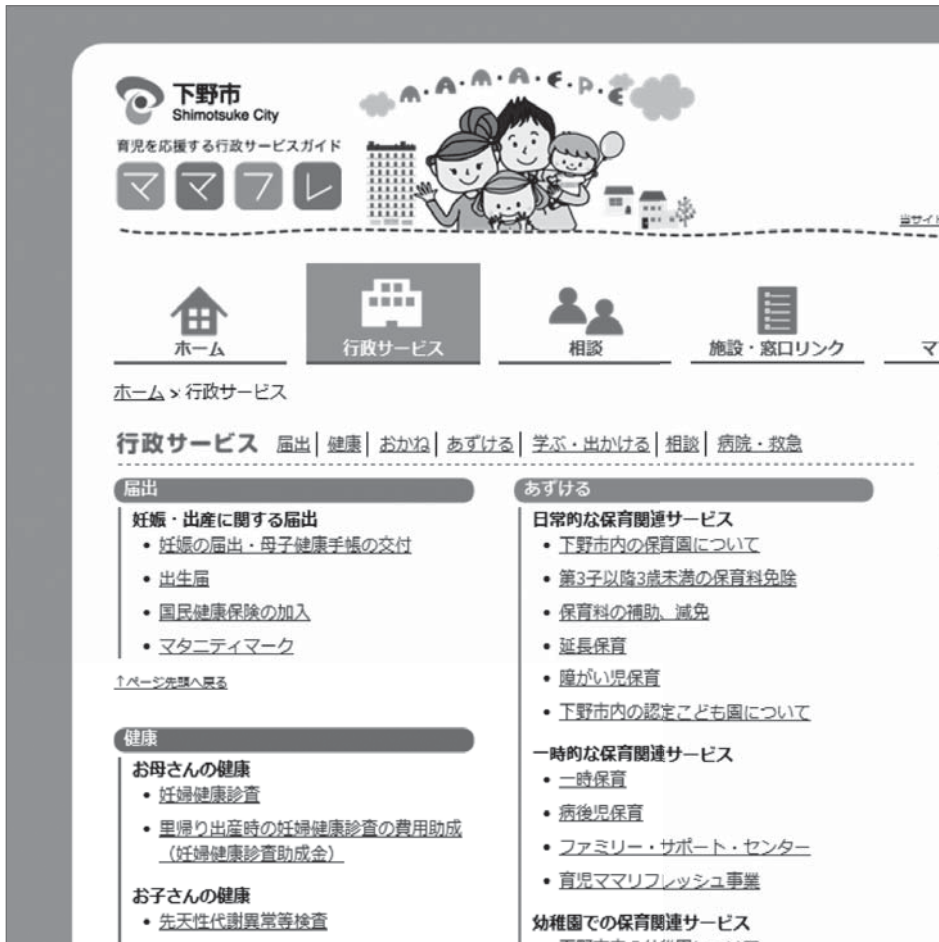 下野市
Shimotsuke City
M・A・M・A・F・R・E
育児を応援する行政サービスガイド
ママフレ
当サイト
ホーム
行政サービス
相談
施設・窓口リンク
マ
ホーム > 行政サービス
行政サービス 届出 | 健康 | おかね | あずける | 学ぶ・出かける | 相談 | 病院・救急
届出
妊娠・出産に関する届出
• 妊娠の届出・母子健康手帳の交付
• 出生届
• 国民健康保険の加入
• マタニティマーク
↑ページ先頭へ戻る
健康
お母さんの健康
• 妊婦健康診査
• 里帰り出産時の妊婦健康診査の費用助成
（妊婦健康診査助成金）
お子さんの健康
• 先天性代謝異常等検査
あずける
日常的な保育関連サービス
• 下野市内の保育園について
• 第3子以降3歳未満の保育料免除
• 保育料の補助、減免
• 延長保育
• 障がい児保育
• 下野市内の認定こども園について
一時的な保育関連サービス
• 一時保育
• 病後児保育
• ファミリー・サポート・センター
• 育児ママリフレッシュ事業
幼稚園での保育関連サービス